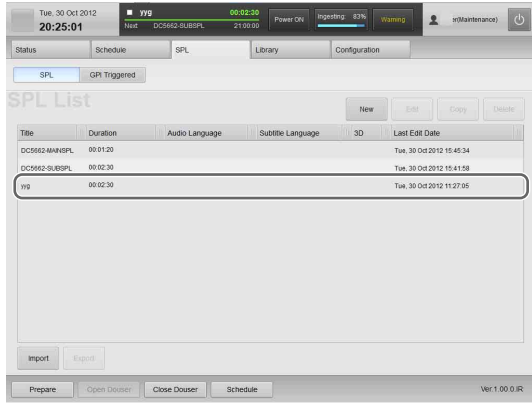 Tue, 30 Oct 2012
20:25:01
yyg 00:02:30
Next DC5662-SUBSPL 21:00:00
Power ON
Ingesting: 83%
Warning
er(Maintenance)
Status Schedule SPL Library Configuration
SPL GPI Triggered
SPL List
New Edit Copy Delete
Title Duration Audio Language Subtitle Language 3D Last Edit Date
DC5662-MAINSPL 00:01:20 Tue, 30 Oct 2012 15:45:34
DC5662-SUBSPL 00:02:30 Tue, 30 Oct 2012 15:41:58
yyg 00:02:30 Tue, 30 Oct 2012 11:27:05
Import Export
Prepare Open Douser Close Douser Schedule Ver.1.00.0.IR